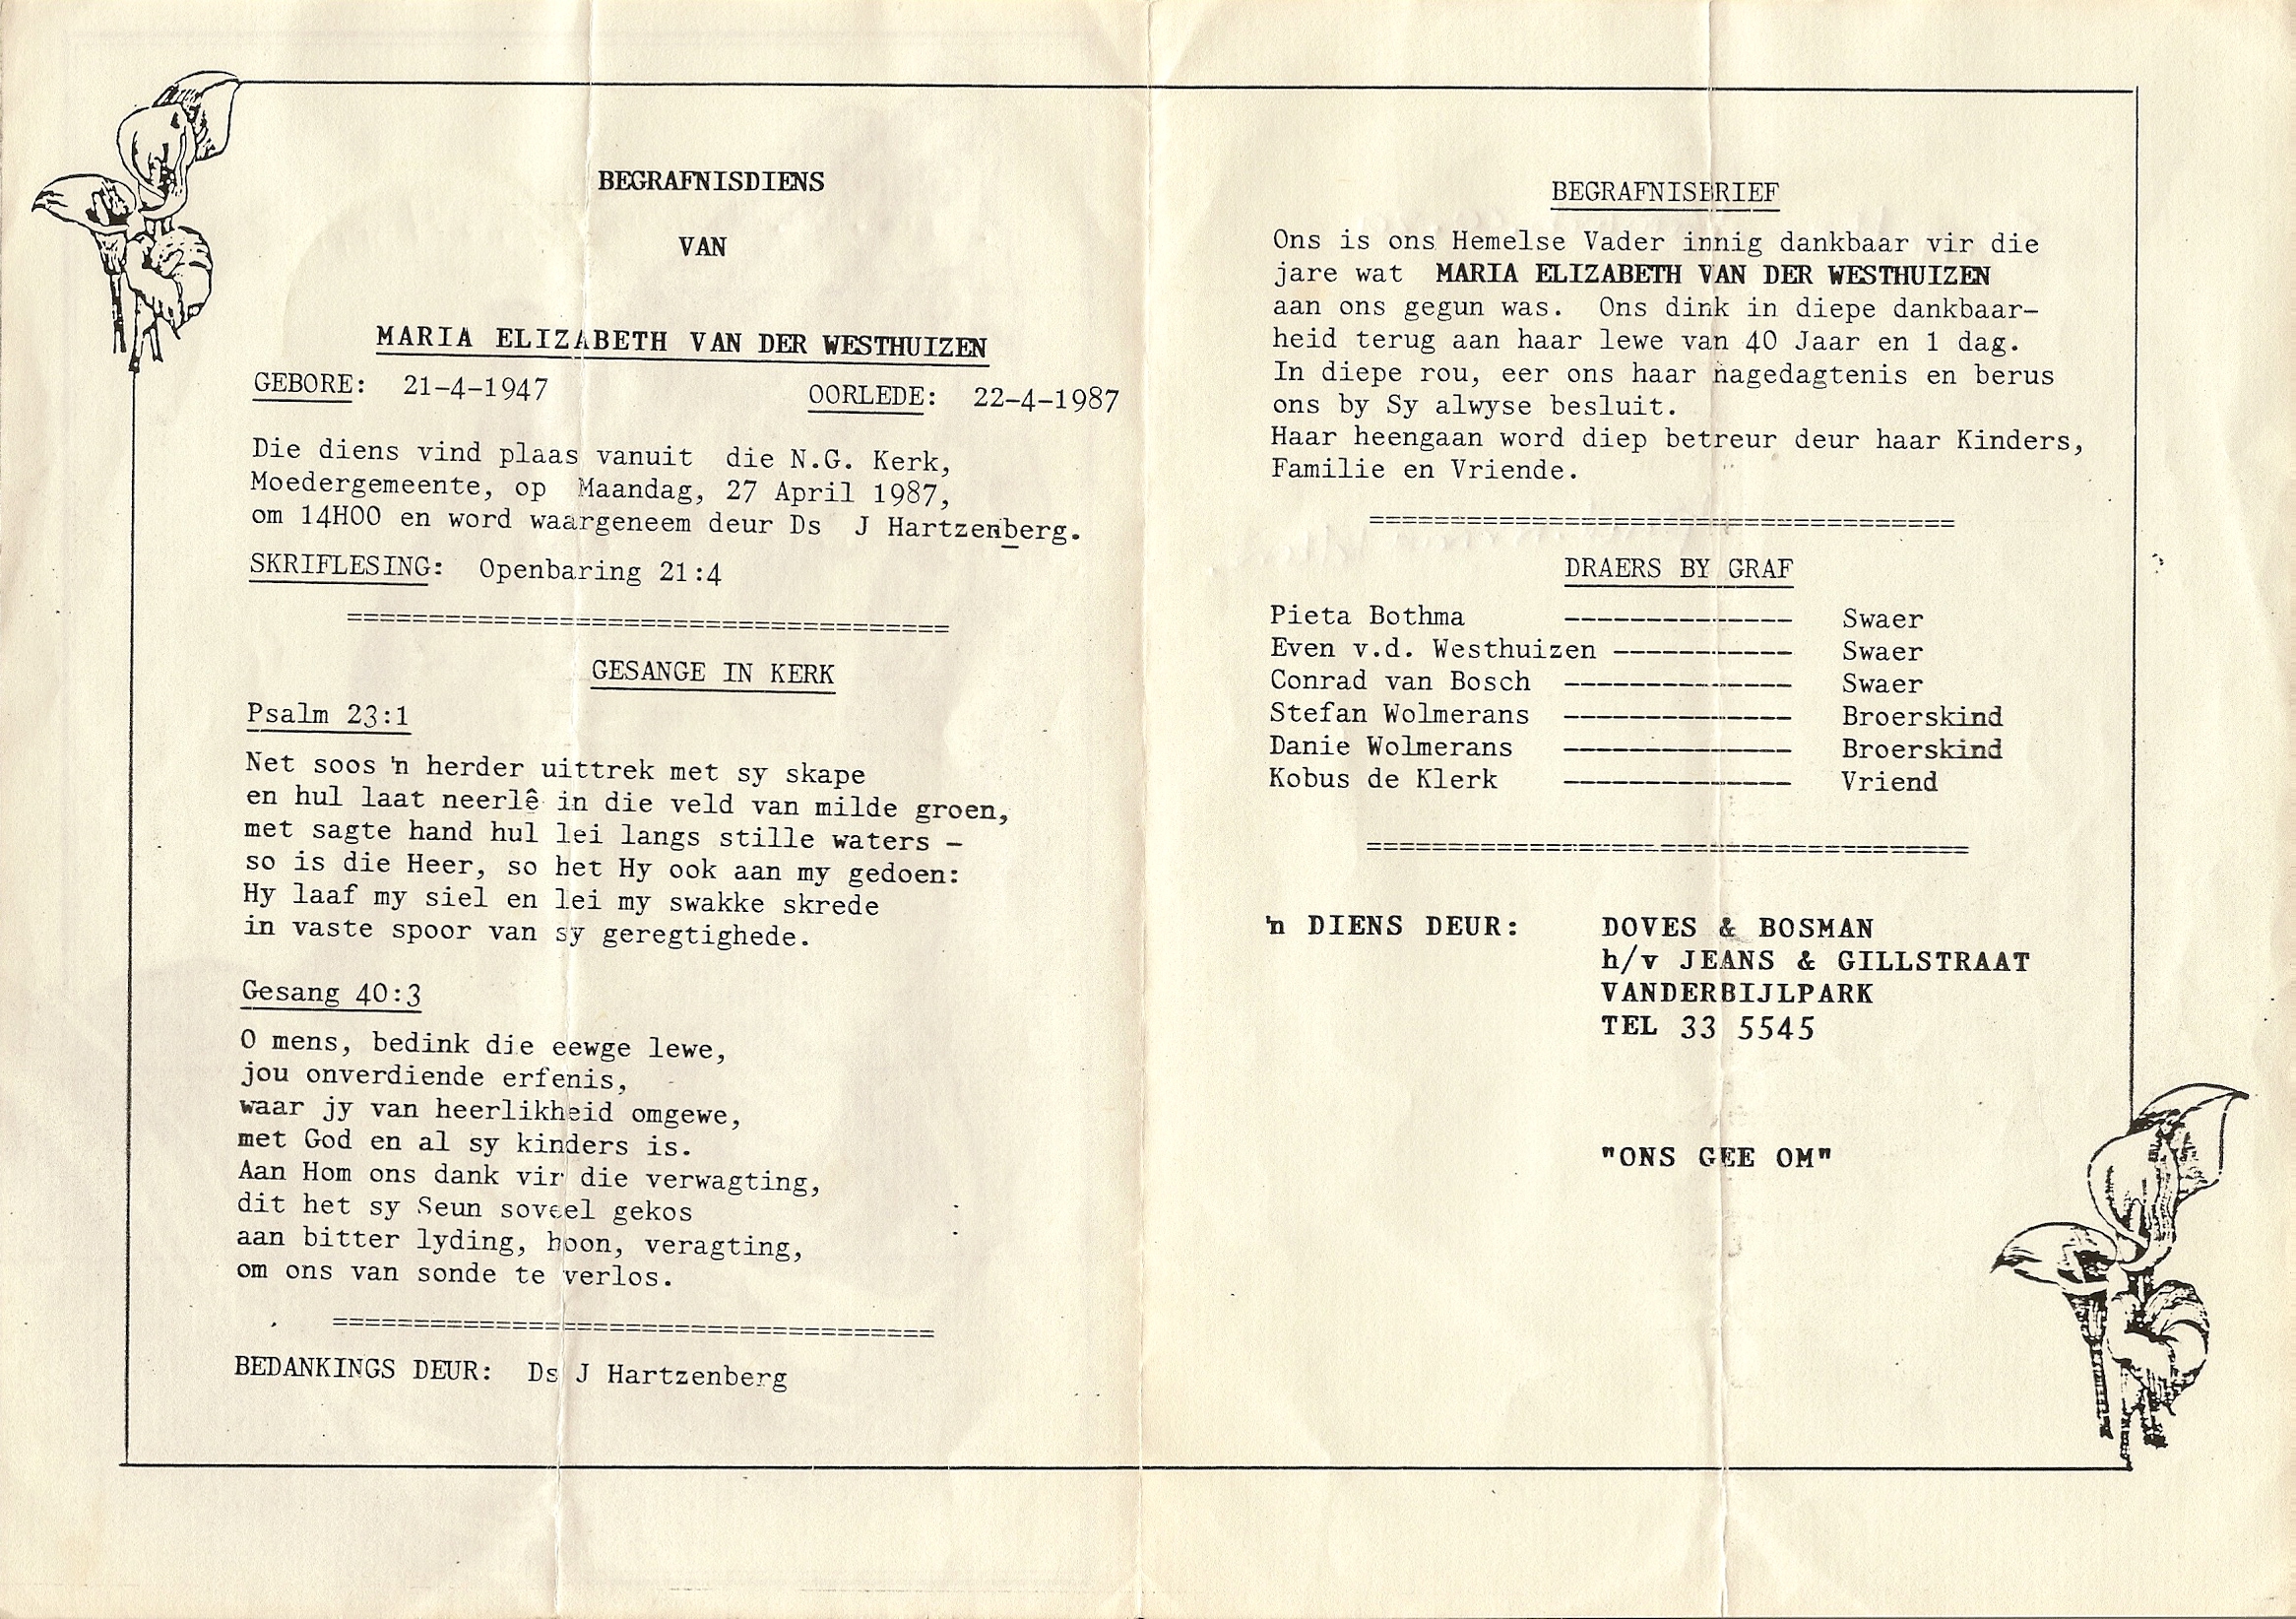 BEGRAFNISDIENS
VAN
MARIA ELIZABETH VAN DER WESTHUIZEN
GEBORE: 21-4-1947 OORLEDE: 22-4-1987
Die diens vind plaas vanuit die N.G. Kerk,
Moedergemeente, op Maandag, 27 April 1987,
om 14H00 en word waargeneem deur Ds J Hartzenberg.
SKRIFLESING: Openbaring 21:4
=====================================
GESANGE IN KERK
Psalm 23:1
Net soos 'n herder uittrek met sy skape
en hul laat neerlê in die veld van milde groen,
met sagte hand hul lei langs stille waters -
so is die Heer, so het Hy ook aan my gedoen:
Hy laaf my siel en lei my swakke skrede
in vaste spoor van sy geregtighede.
Gesang 40:3
O mens, bedink die eewge lewe,
jou onverdiende erfenis,
waar jy van heerlikheid omgewe,
met God en al sy kinders is.
Aan Hom ons dank vir die verwagting,
dit het sy Seun soveel gekos
aan bitter lyding, hoon, veragting,
om ons van sonde te verlos.
=====================================
BEDANKINGS DEUR: Ds J Hartzenberg
BEGRAFNISBRIEF
Ons is ons Hemelse Vader innig dankbaar vir die
jare wat MARIA ELIZABETH VAN DER WESTHUIZEN
aan ons gegun was. Ons dink in diepe dankbaar-
heid terug aan haar lewe van 40 Jaar en 1 dag.
In diepe rou, eer ons haar nagedagtenis en berus
ons by Sy alwyse besluit.
Haar heengaan word diep betreur deur haar Kinders,
Familie en Vriende.
====================================
DRAERS BY GRAF
Pieta Bothma -------------- Swaer
Even v.d. Westhuizen ----------- Swaer
Conrad van Bosch -------------- Swaer
Stefan Wolmerans -------------- Broerskind
Danie Wolmerans -------------- Broerskind
Kobus de Klerk -------------- Vriend
=====================================
'n DIENS DEUR: DOVES & BOSMAN
h/v JEANS & GILLSTRAAT
VANDERBIJLPARK
TEL 33 5545
"ONS GEE OM"